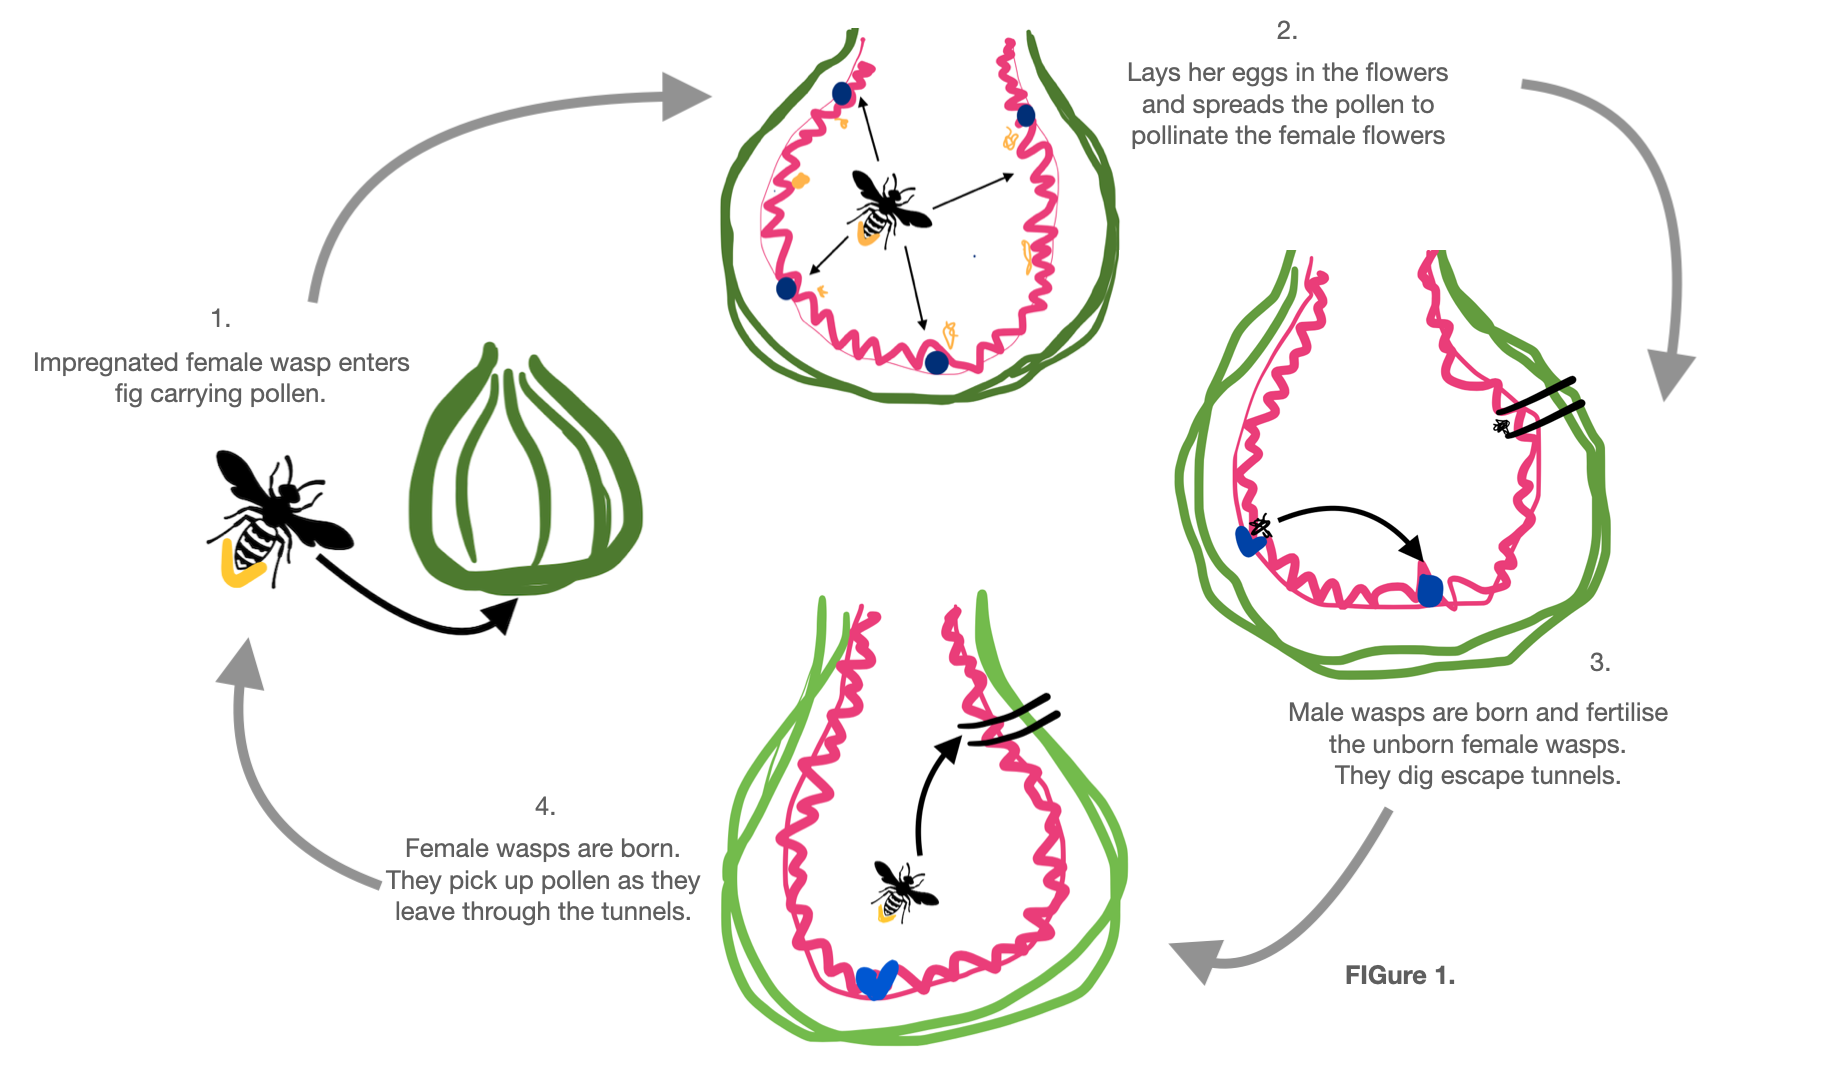 1.
Impregnated female wasp enters
fig carrying pollen.
2.
Lays her eggs in the flowers
and spreads the pollen to
pollinate the female flowers
3.
Male wasps are born and fertilise
the unborn female wasps.
They dig escape tunnels.
4.
Female wasps are born.
They pick up pollen as they
leave through the tunnels.
FIGure 1.